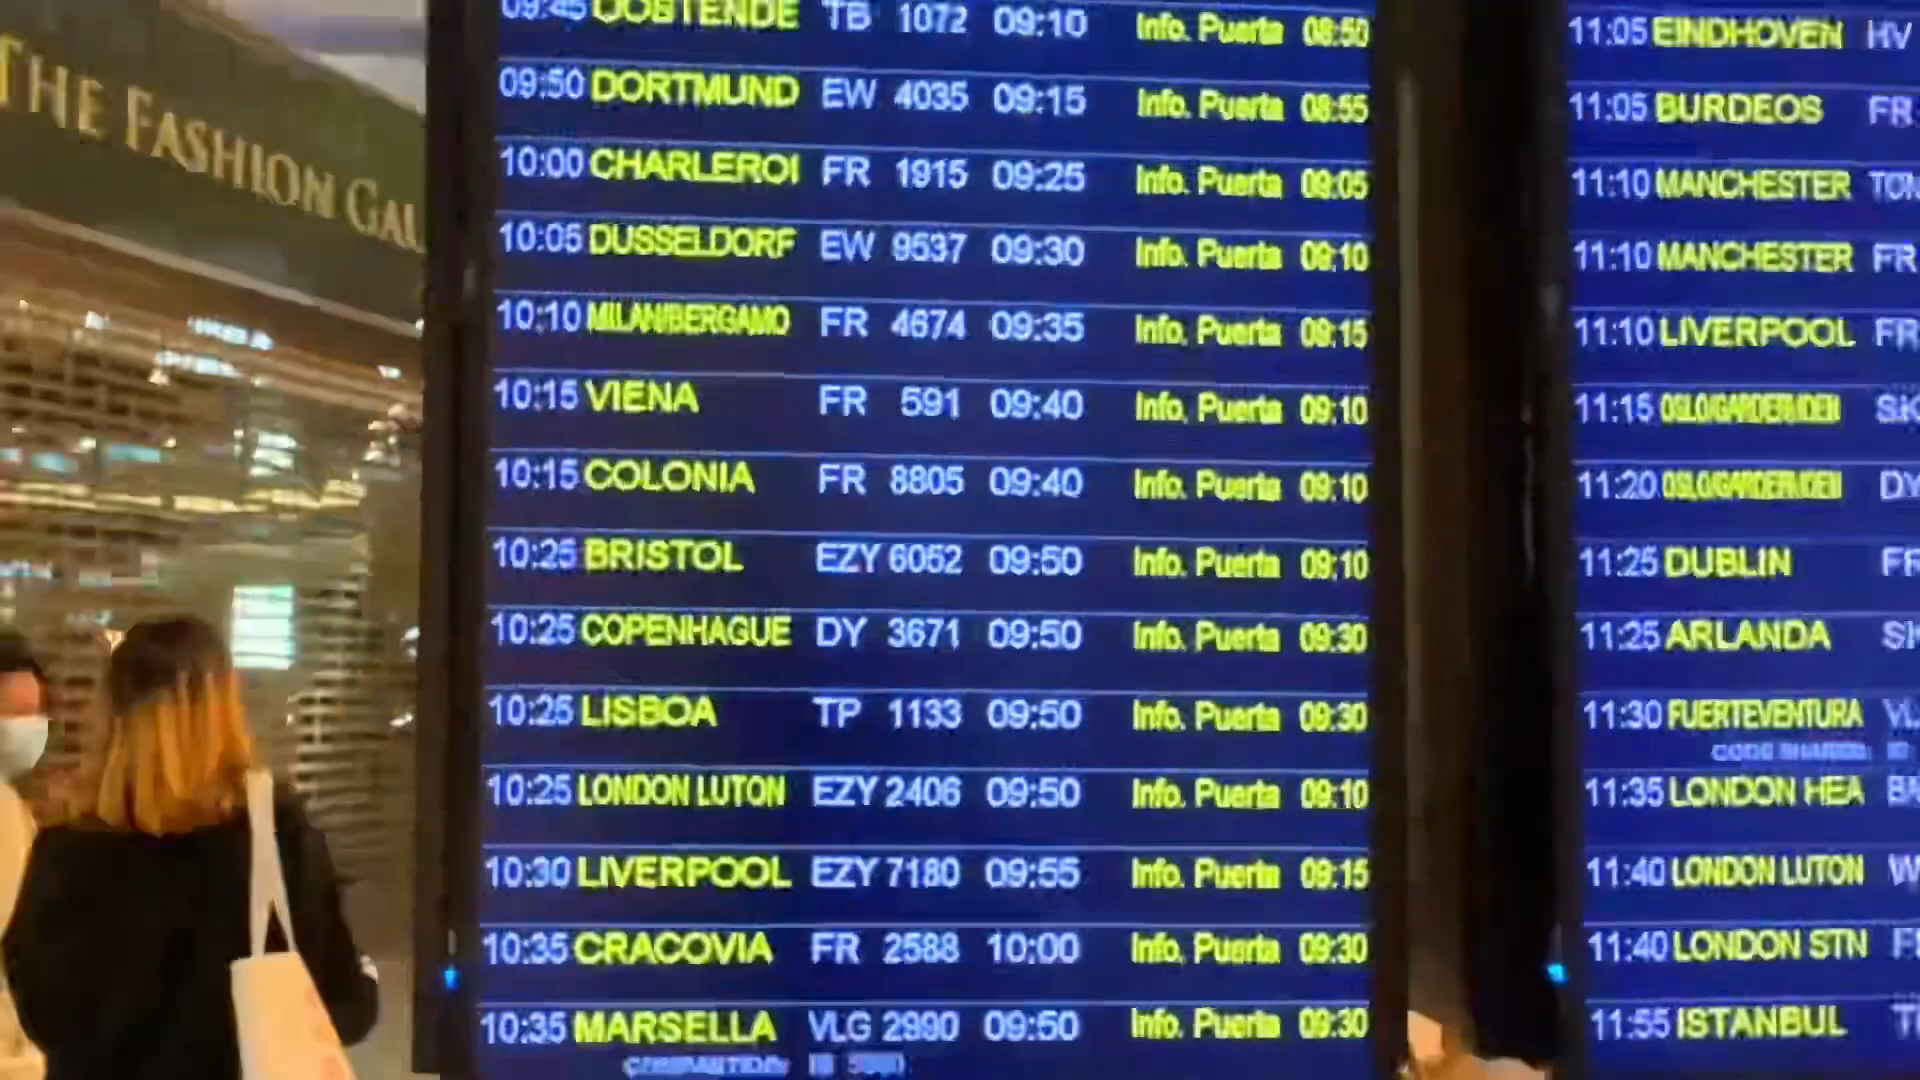 THE FASHION GAL
09:45 OOSTENDE TB 1072 09:10 Info. Puerta 08:50
09:50 DORTMUND EW 4035 09:15 Info. Puerta 08:55
10:00 CHARLEROI FR 1915 09:25 Info. Puerta 09:05
10:05 DUSSELDORF EW 9537 09:30 Info. Puerta 09:10
10:10 MILAN/BERGAMO FR 4674 09:35 Info. Puerta 09:15
10:15 VIENA FR 591 09:40 Info. Puerta 09:10
10:15 COLONIA FR 8805 09:40 Info. Puerta 09:10
10:25 BRISTOL EZY 6052 09:50 Info. Puerta 09:10
10:25 COPENHAGUE DY 3671 09:50 Info. Puerta 09:30
10:25 LISBOA TP 1133 09:50 Info. Puerta 09:30
10:25 LONDON LUTON EZY 2406 09:50 Info. Puerta 09:10
10:30 LIVERPOOL EZY 7180 09:55 Info. Puerta 09:15
10:35 CRACOVIA FR 2588 10:00 Info. Puerta 09:30
10:35 MARSELLA VLG 2990 09:50 Info. Puerta 09:30
11:05 EINDHOVEN HV
11:05 BURDEOS FR
11:10 MANCHESTER TOM
11:10 MANCHESTER FR
11:10 LIVERPOOL FR
11:15 OSLO/GARDERMOEN
11:20 OSLO/GARDERMOEN DY
11:25 DUBLIN FR
11:25 ARLANDA
11:30 FUERTEVENTURA
11:35 LONDON HEA
11:40 LONDON LUTON
11:40 LONDON STN
11:55 ISTANBUL